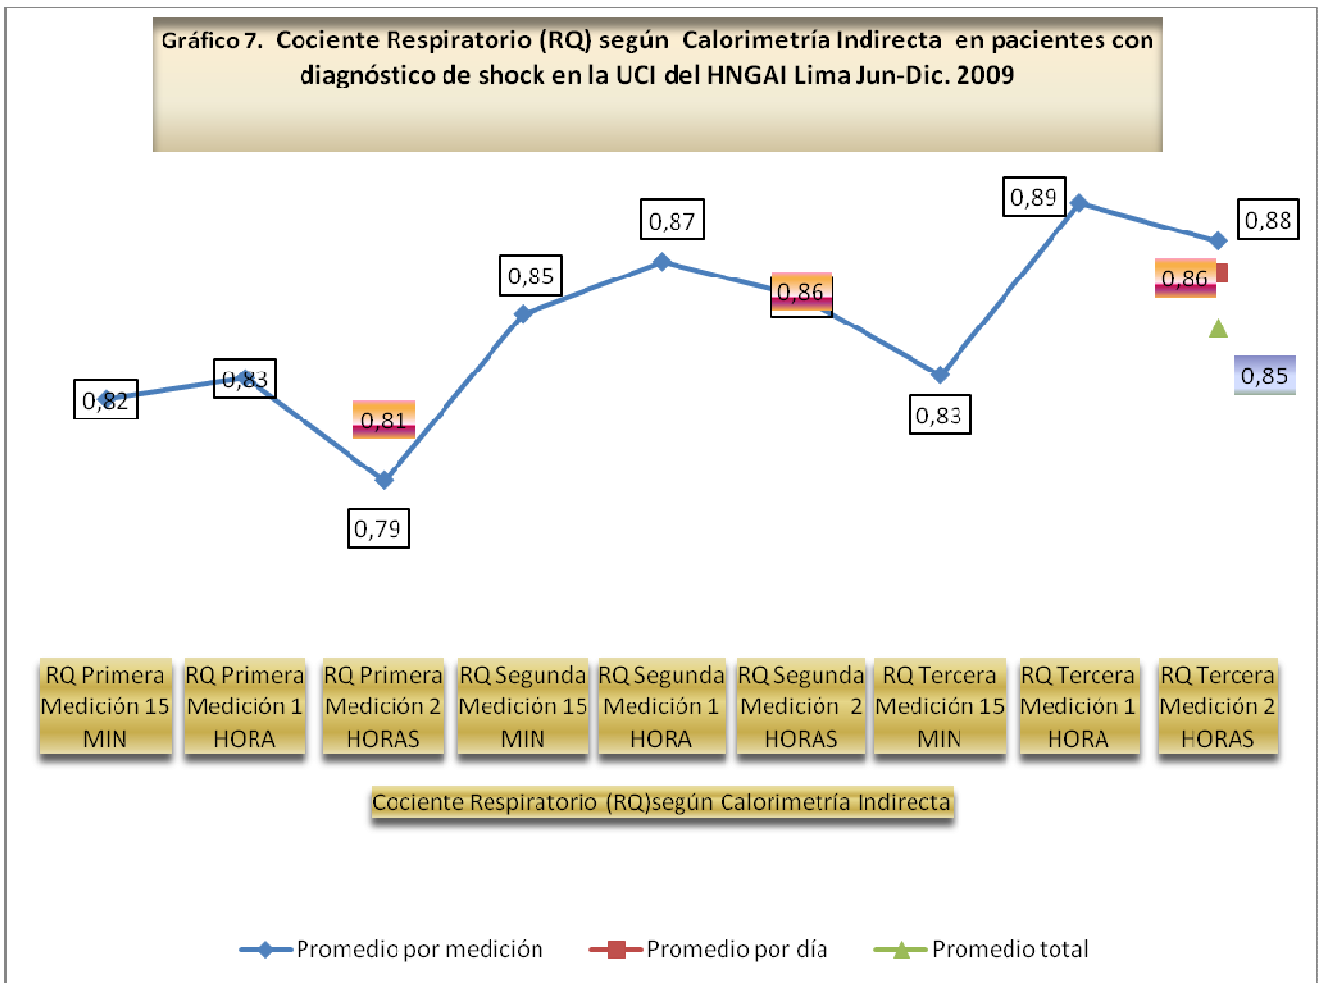 Gráfico 7. Cociente Respiratorio (RQ) según Calorimetría Indirecta en pacientes con
diagnóstico de shock en la UCI del HNGAI Lima Jun-Dic. 2009
0,82
0,83
0,81
0,79
0,85
0,87
0,86
0,83
0,89
0,88
0,86
0,85
RQ Primera
Medición 15
MIN
RQ Primera
Medición 1
HORA
RQ Primera
Medición 2
HORAS
RQ Segunda
Medición 15
MIN
RQ Segunda
Medición 1
HORA
RQ Segunda
Medición 2
HORAS
RQ Tercera
Medición 15
MIN
RQ Tercera
Medición 1
HORA
RQ Tercera
Medición 2
HORAS
Cociente Respiratorio (RQ)según Calorimetría Indirecta
Promedio por medición
Promedio por día
Promedio total